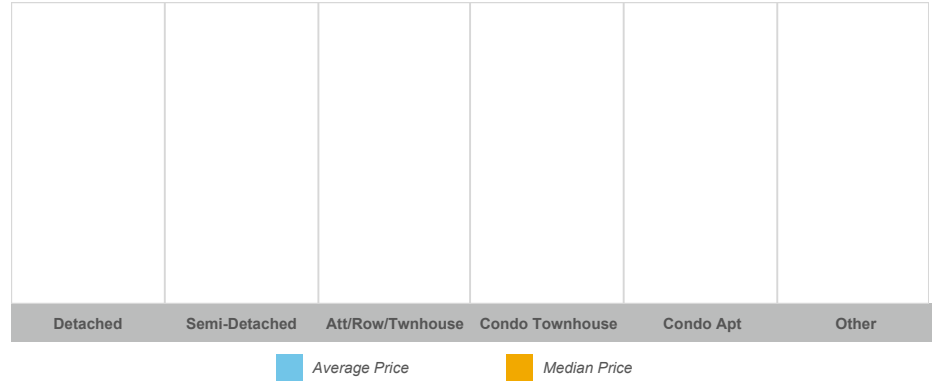 Detached Semi-Detached Att/Row/Twnhouse Condo Townhouse Condo Apt Other
Average Price Median Price